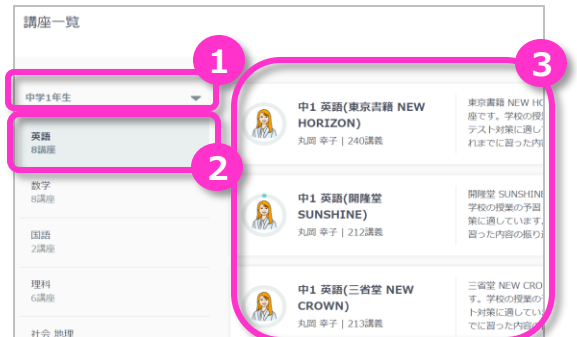 講座一覧
1
中学1年生
英語
8講座
2
数学
8講座
国語
2講座
理科
6講座
社会 地理
3
中1 英語(東京書籍 NEW
HORIZON)
丸岡 幸子 | 240講義
東京書籍 NEW HO
座です。学校の授
テスト対策に適し
れまでに習った内
中1 英語(開隆堂
SUNSHINE)
丸岡 幸子 | 212講義
開隆堂 SUNSHINE
学校の授業の予習
策に適しています。
習った内容の振り
中1 英語(三省堂 NEW
CROWN)
丸岡 幸子 | 213講義
三省堂 NEW CRO
す。学校の授業の
ト対策に適してい
でに習った内容